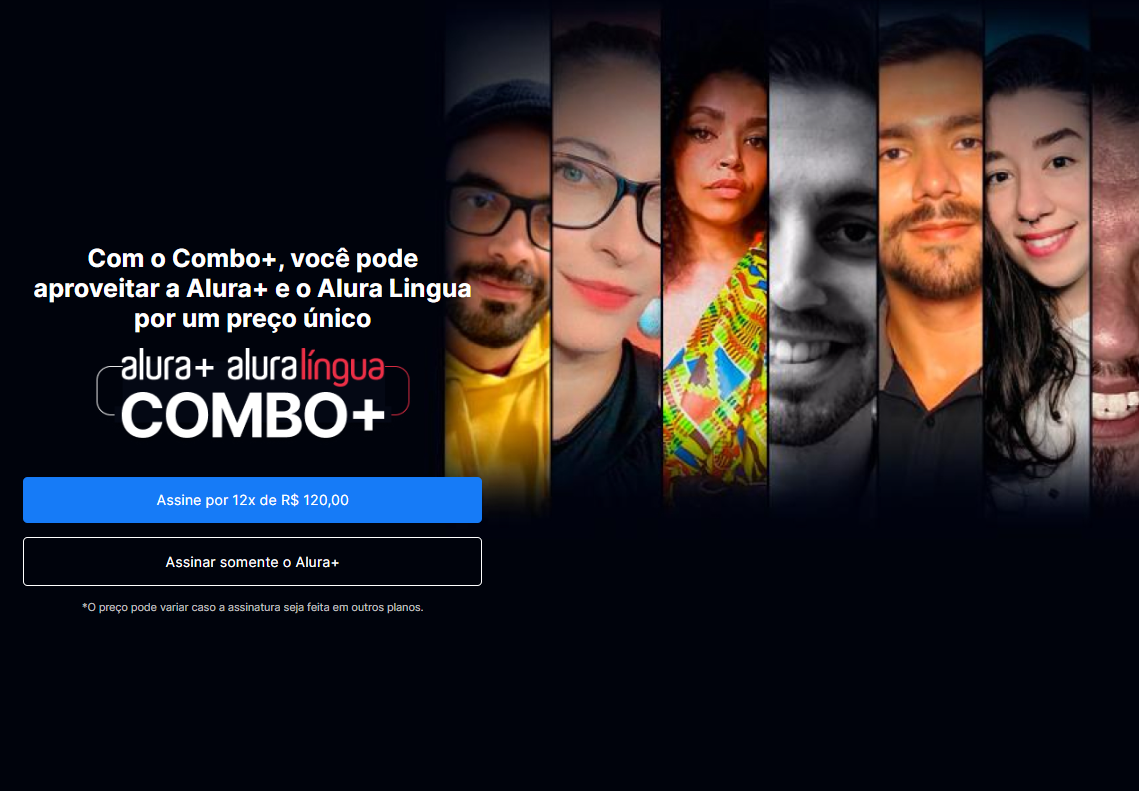 Com o Combo+, você pode
aproveitar a Alura+ e o Alura Lingua
por um preço único
alura+ aluralíngua
COMBO+
Assine por 12x de R$ 120,00
Assinar somente o Alura+
*O preço pode variar caso a assinatura seja feita em outros planos.